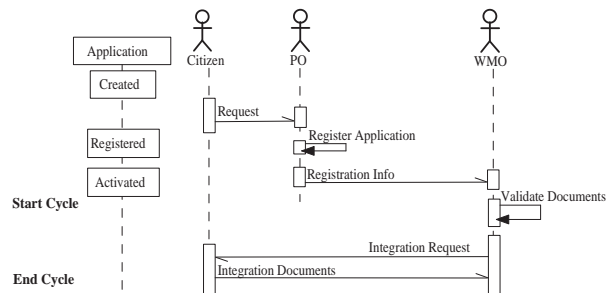 Application
Citizen
PO
WMO
Created
Request
Register Application
Registered
Activated
Registration Info
Start Cycle
Validate Documents
Integration Request
Integration Documents
End Cycle